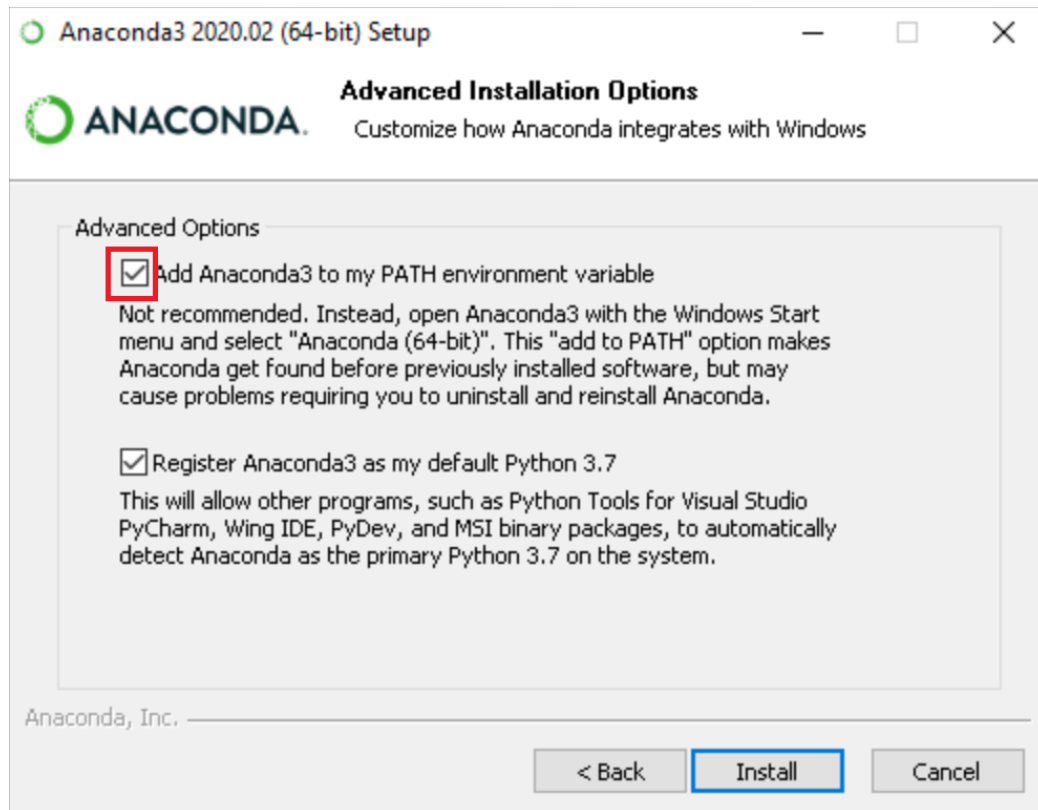 Anaconda3 2020.02 (64-bit) Setup
ANACONDA.
Advanced Installation Options
Customize how Anaconda integrates with Windows
Advanced Options
Add Anaconda3 to my PATH environment variable
Not recommended. Instead, open Anaconda3 with the Windows Start
menu and select "Anaconda (64-bit)". This "add to PATH" option makes
Anaconda get found before previously installed software, but may
cause problems requiring you to uninstall and reinstall Anaconda.
Register Anaconda3 as my default Python 3.7
This will allow other programs, such as Python Tools for Visual Studio
PyCharm, Wing IDE, PyDev, and MSI binary packages, to automatically
detect Anaconda as the primary Python 3.7 on the system.
Anaconda, Inc.
< Back
Install
Cancel